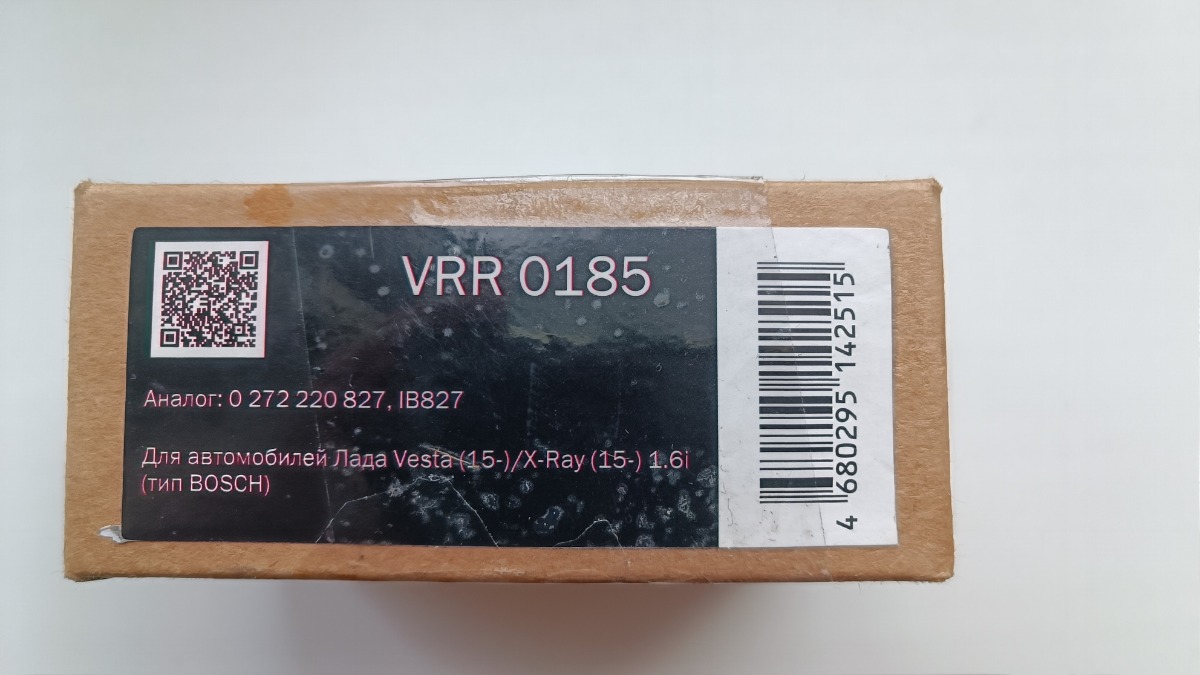 VRR 0185
Аналог: 0 272 220 827, IB827
Для автомобилей Лада Vesta (15-)/X-Ray (15-) 1.6i
(тип BOSCH)
4 680295 142515